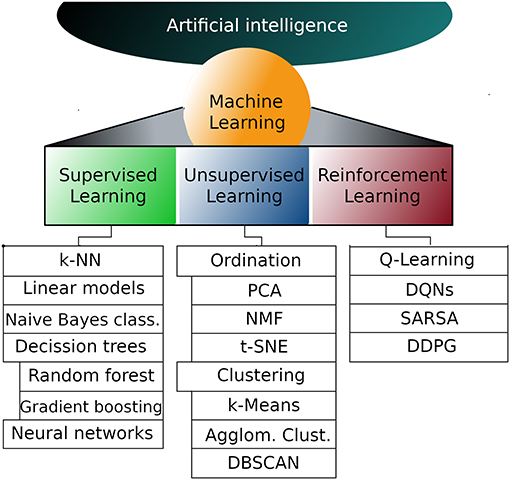 Artificial intelligence
Machine
Learning
Supervised
Learning
Unsupervised
Learning
Reinforcement
Learning
k-NN
Linear models
Naive Bayes class.
Decission trees
Random forest
Gradient boosting
Neural networks
Ordination
PCA
NMF
t-SNE
Clustering
k-Means
Agglom. Clust.
DBSCAN
Q-Learning
DQNs
SARSA
DDPG